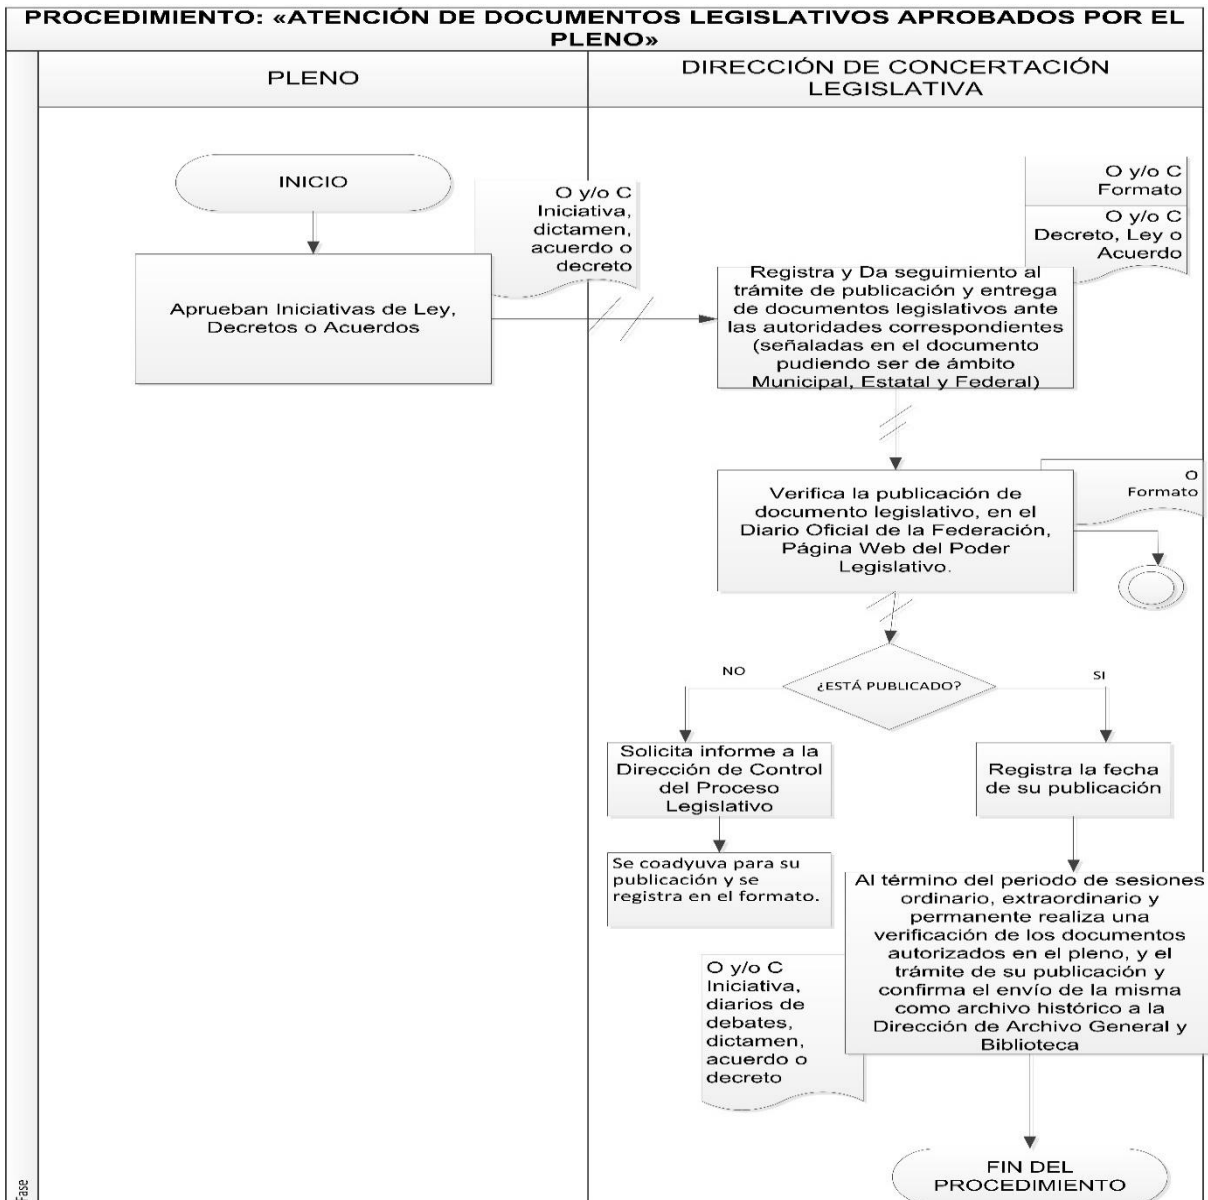 PROCEDIMIENTO: «ATENCIÓN DE DOCUMENTOS LEGISLATIVOS APROBADOS POR EL
PLENO»
PLENO
DIRECCIÓN DE CONCERTACIÓN
LEGISLATIVA
INICIO
O y/o C
Iniciativa,
dictamen,
acuerdo o
decreto
O y/o C
Formato
O y/o C
Decreto, Ley o
Acuerdo
Aprueban Iniciativas de Ley,
Decretos o Acuerdos
Registra y Da seguimiento al
trámite de publicación y entrega
de documentos legislativos ante
las autoridades correspondientes
(señaladas en el documento
pudiendo ser de ámbito
Municipal, Estatal y Federal)
Verifica la publicación de
documento legislativo, en el
Diario Oficial de la Federación,
Página Web del Poder
Legislativo.
O
Formato
¿ESTÁ PUBLICADO?
NO
SI
Solicita informe a la
Dirección de Control
del Proceso
Legislativo
Registra la fecha
de su publicación
Se coadyuva para su
publicación y se
registra en el formato.
Al término del periodo de sesiones
ordinario, extraordinario y
permanente realiza una
verificación de los documentos
autorizados en el pleno, y el
trámite de su publicación y
confirma el envío de la misma
como archivo histórico a la
Dirección de Archivo General y
Biblioteca
O y/o C
Iniciativa,
diarios de
debates,
dictamen,
acuerdo o
decreto
FIN DEL
PROCEDIMIENTO
Fase